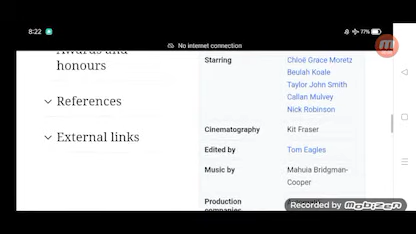 8:22
77%
No internet connection
Awards and
honours
References
External links
Starring
Chloë Grace Moretz
Beulah Koale
Taylor John Smith
Callan Mulvey
Nick Robinson
Cinematography
Kit Fraser
Edited by
Tom Eagles
Music by
Mahuia Bridgman-
Cooper
Production
companies
Recorded by
MOBIZEN